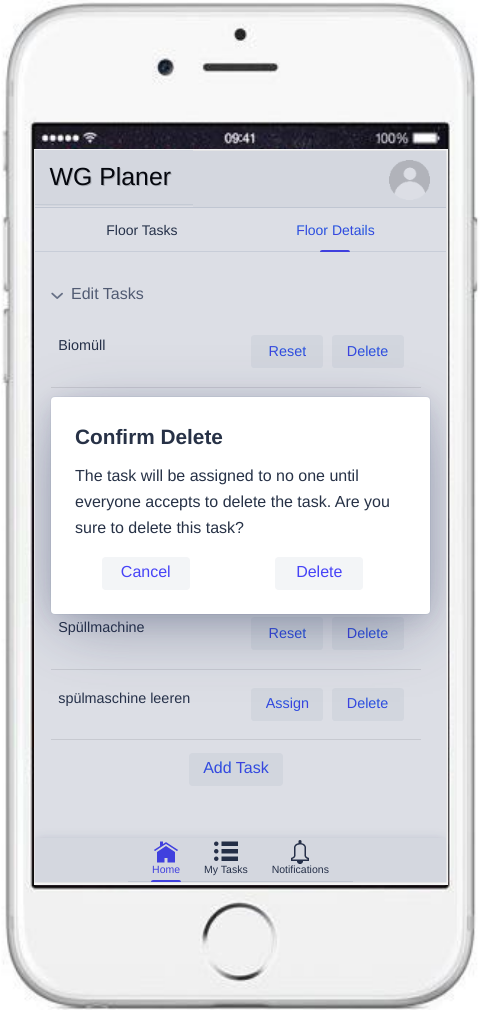 09:41 100%
WG Planer
Floor Tasks Floor Details
Edit Tasks
Biomüll Reset Delete
Confirm Delete
The task will be assigned to no one until
everyone accepts to delete the task. Are you
sure to delete this task?
Cancel Delete
Spüllmachine Reset Delete
spülmaschine leeren Assign Delete
Add Task
Home My Tasks Notifications